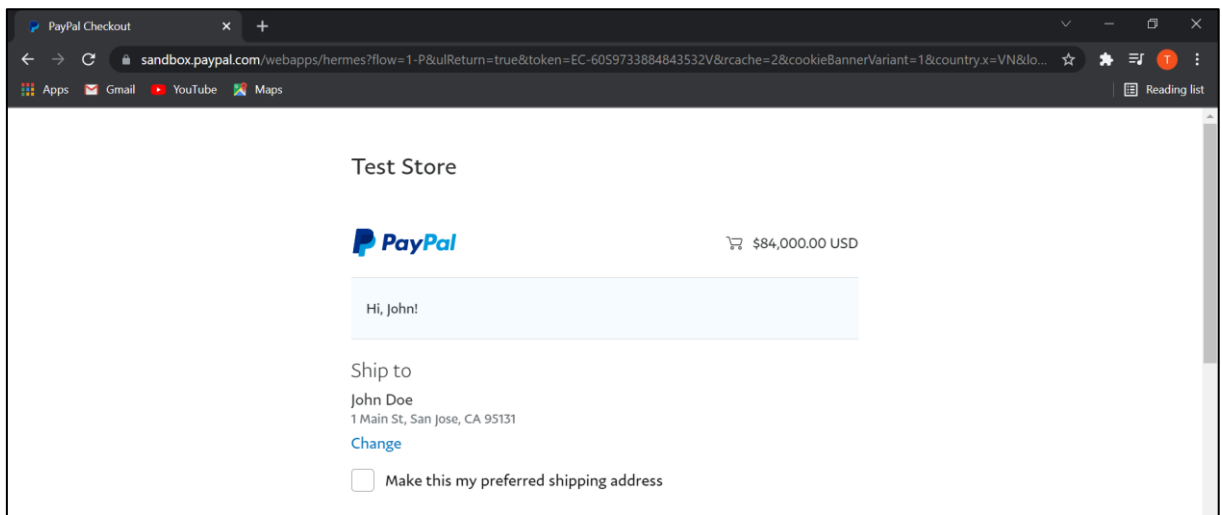 PayPal Checkout
sandbox.paypal.com/webapps/hermes?flow=1-P&ulReturn=true&token=EC-60S9733884843532V&rcache=2&cookieBannerVariant=1&country.x=VN&lo...
Apps Gmail YouTube Maps Reading list
Test Store
PayPal $84,000.00 USD
Hi, John!
Ship to
John Doe
1 Main St, San Jose, CA 95131
Change
Make this my preferred shipping address